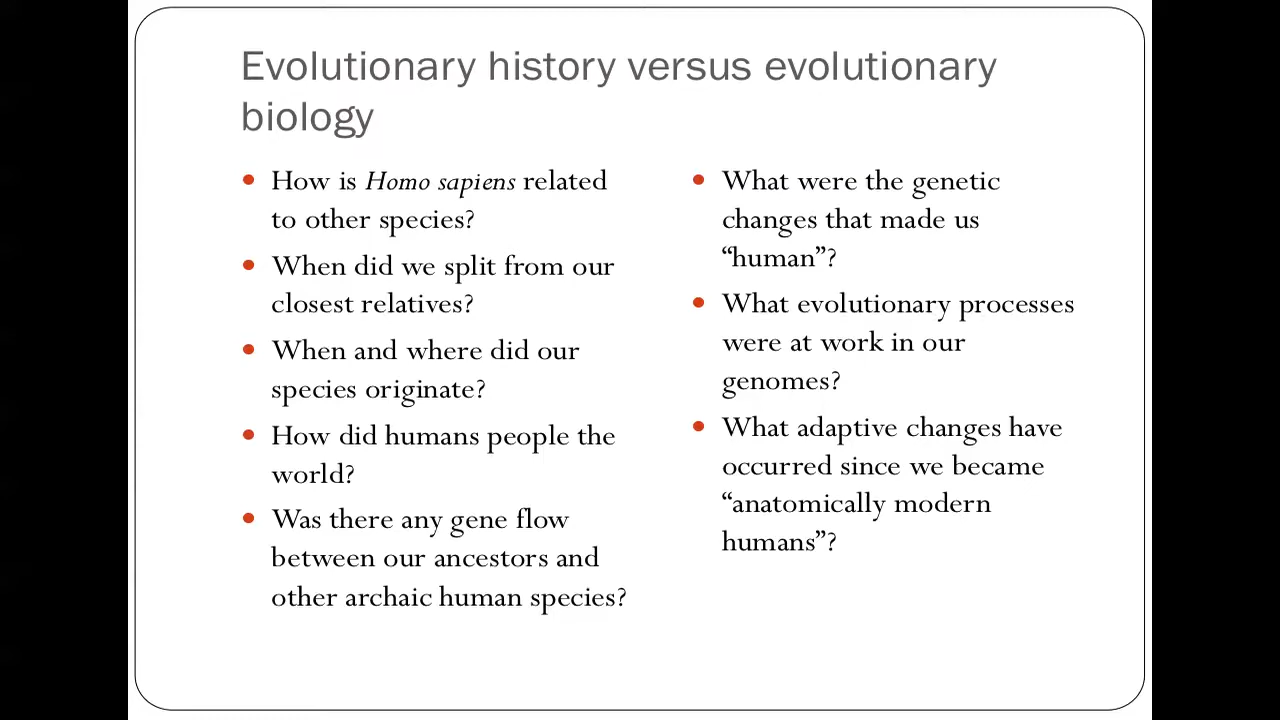 Evolutionary history versus evolutionary
biology
How is Homo sapiens related
to other species?
When did we split from our
closest relatives?
When and where did our
species originate?
How did humans people the
world?
Was there any gene flow
between our ancestors and
other archaic human species?
What were the genetic
changes that made us
“human”?
What evolutionary processes
were at work in our
genomes?
What adaptive changes have
occurred since we became
“anatomically modern
humans”?